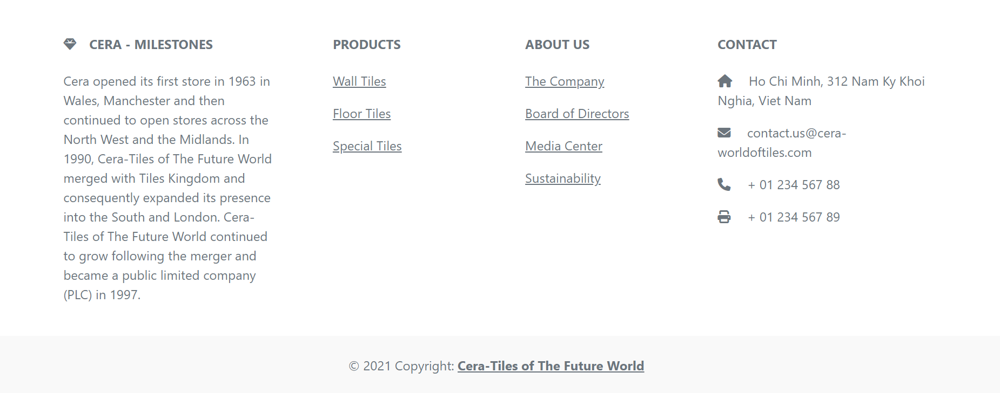 CERA - MILESTONES
Cera opened its first store in 1963 in
Wales, Manchester and then
continued to open stores across the
North West and the Midlands. In
1990, Cera-Tiles of The Future World
merged with Tiles Kingdom and
consequently expanded its presence
into the South and London. Cera-
Tiles of The Future World continued
to grow following the merger and
became a public limited company
(PLC) in 1997.
PRODUCTS
Wall Tiles
Floor Tiles
Special Tiles
ABOUT US
The Company
Board of Directors
Media Center
Sustainability
CONTACT
Ho Chi Minh, 312 Nam Ky Khoi
Nghia, Viet Nam
contact.us@cera-
worldoftiles.com
+ 01 234 567 88
+ 01 234 567 89
© 2021 Copyright: Cera-Tiles of The Future World